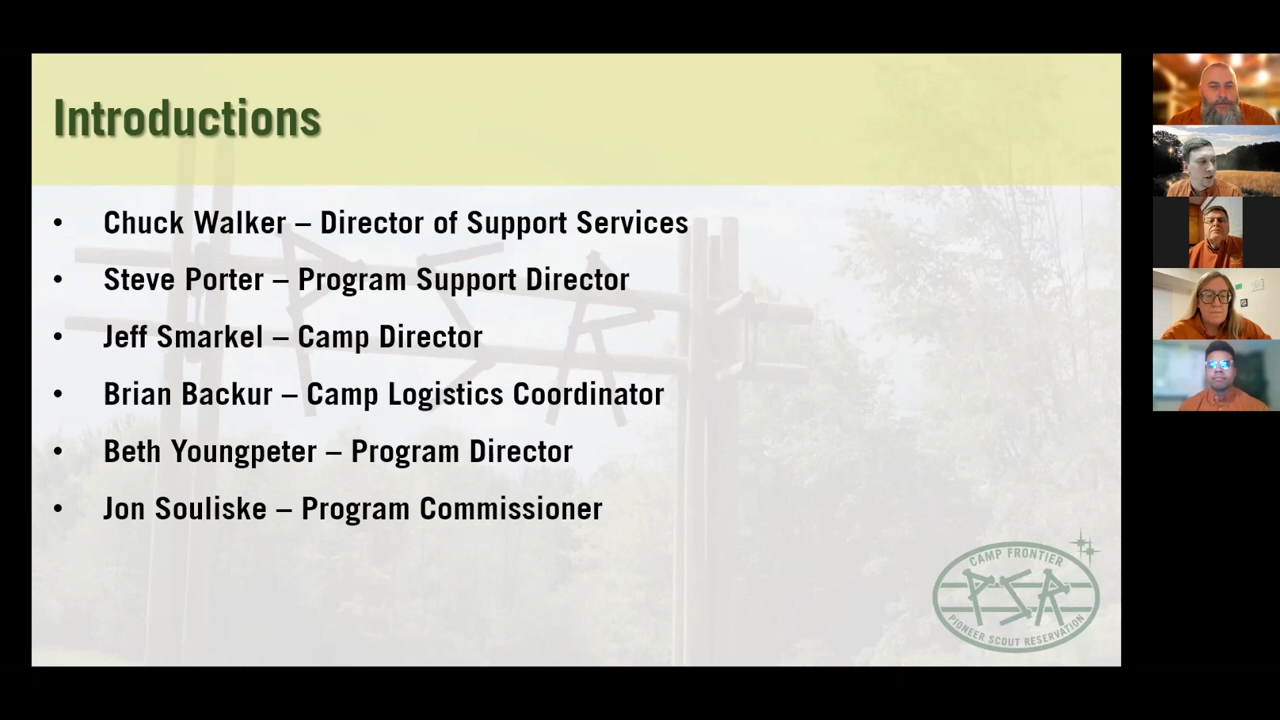 Introductions
• Chuck Walker – Director of Support Services
• Steve Porter – Program Support Director
• Jeff Smarkel – Camp Director
• Brian Backur – Camp Logistics Coordinator
• Beth Youngpeter – Program Director
• Jon Souliske – Program Commissioner
CAMP FRONTIER
PSR
PIONEER SCOUT RESERVATION